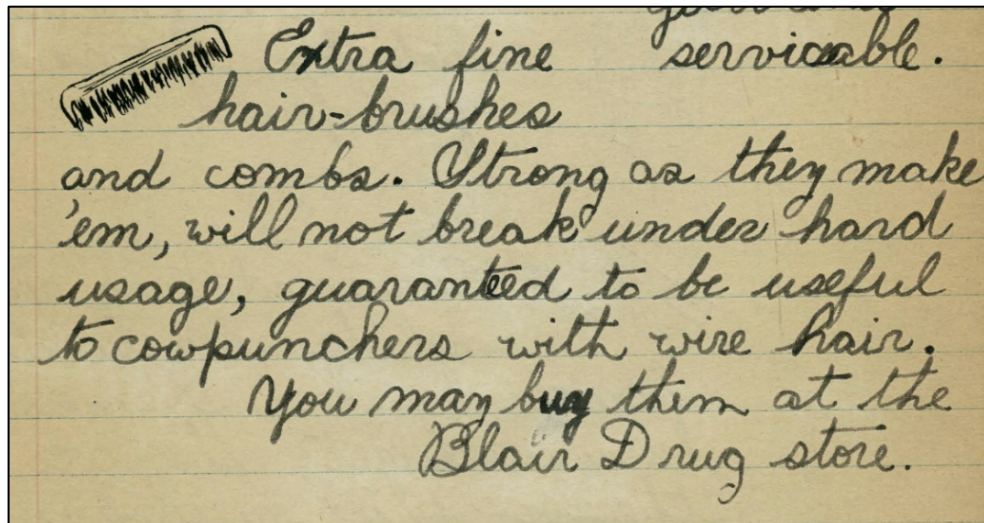 Extra fine servicable.
hair-brushes
and combs. Strong as they make
'em, will not break under hard
usage, guaranteed to be useful
to cowpunchers with wire hair.
You may buy them at the
Blair Drug store.